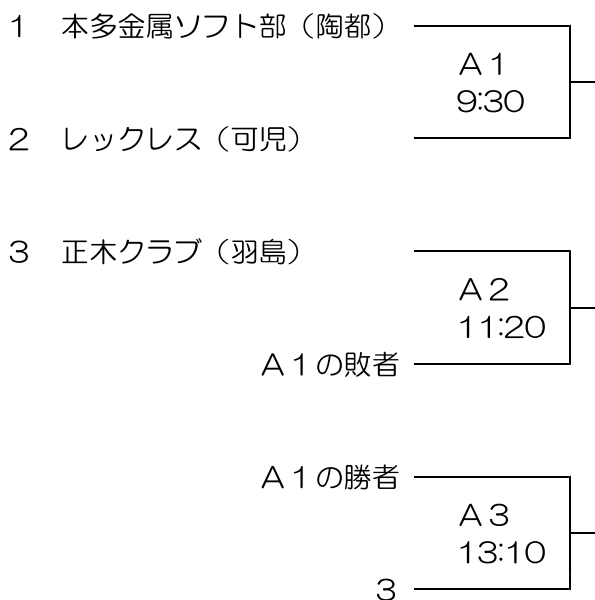 1 本多金属ソフト部（陶都）
Ａ１
9:30
2 レックレス（可児）
3 正木クラブ（羽島）
Ａ２
11:20
Ａ１の敗者
Ａ１の勝者
Ａ３
13:10
3